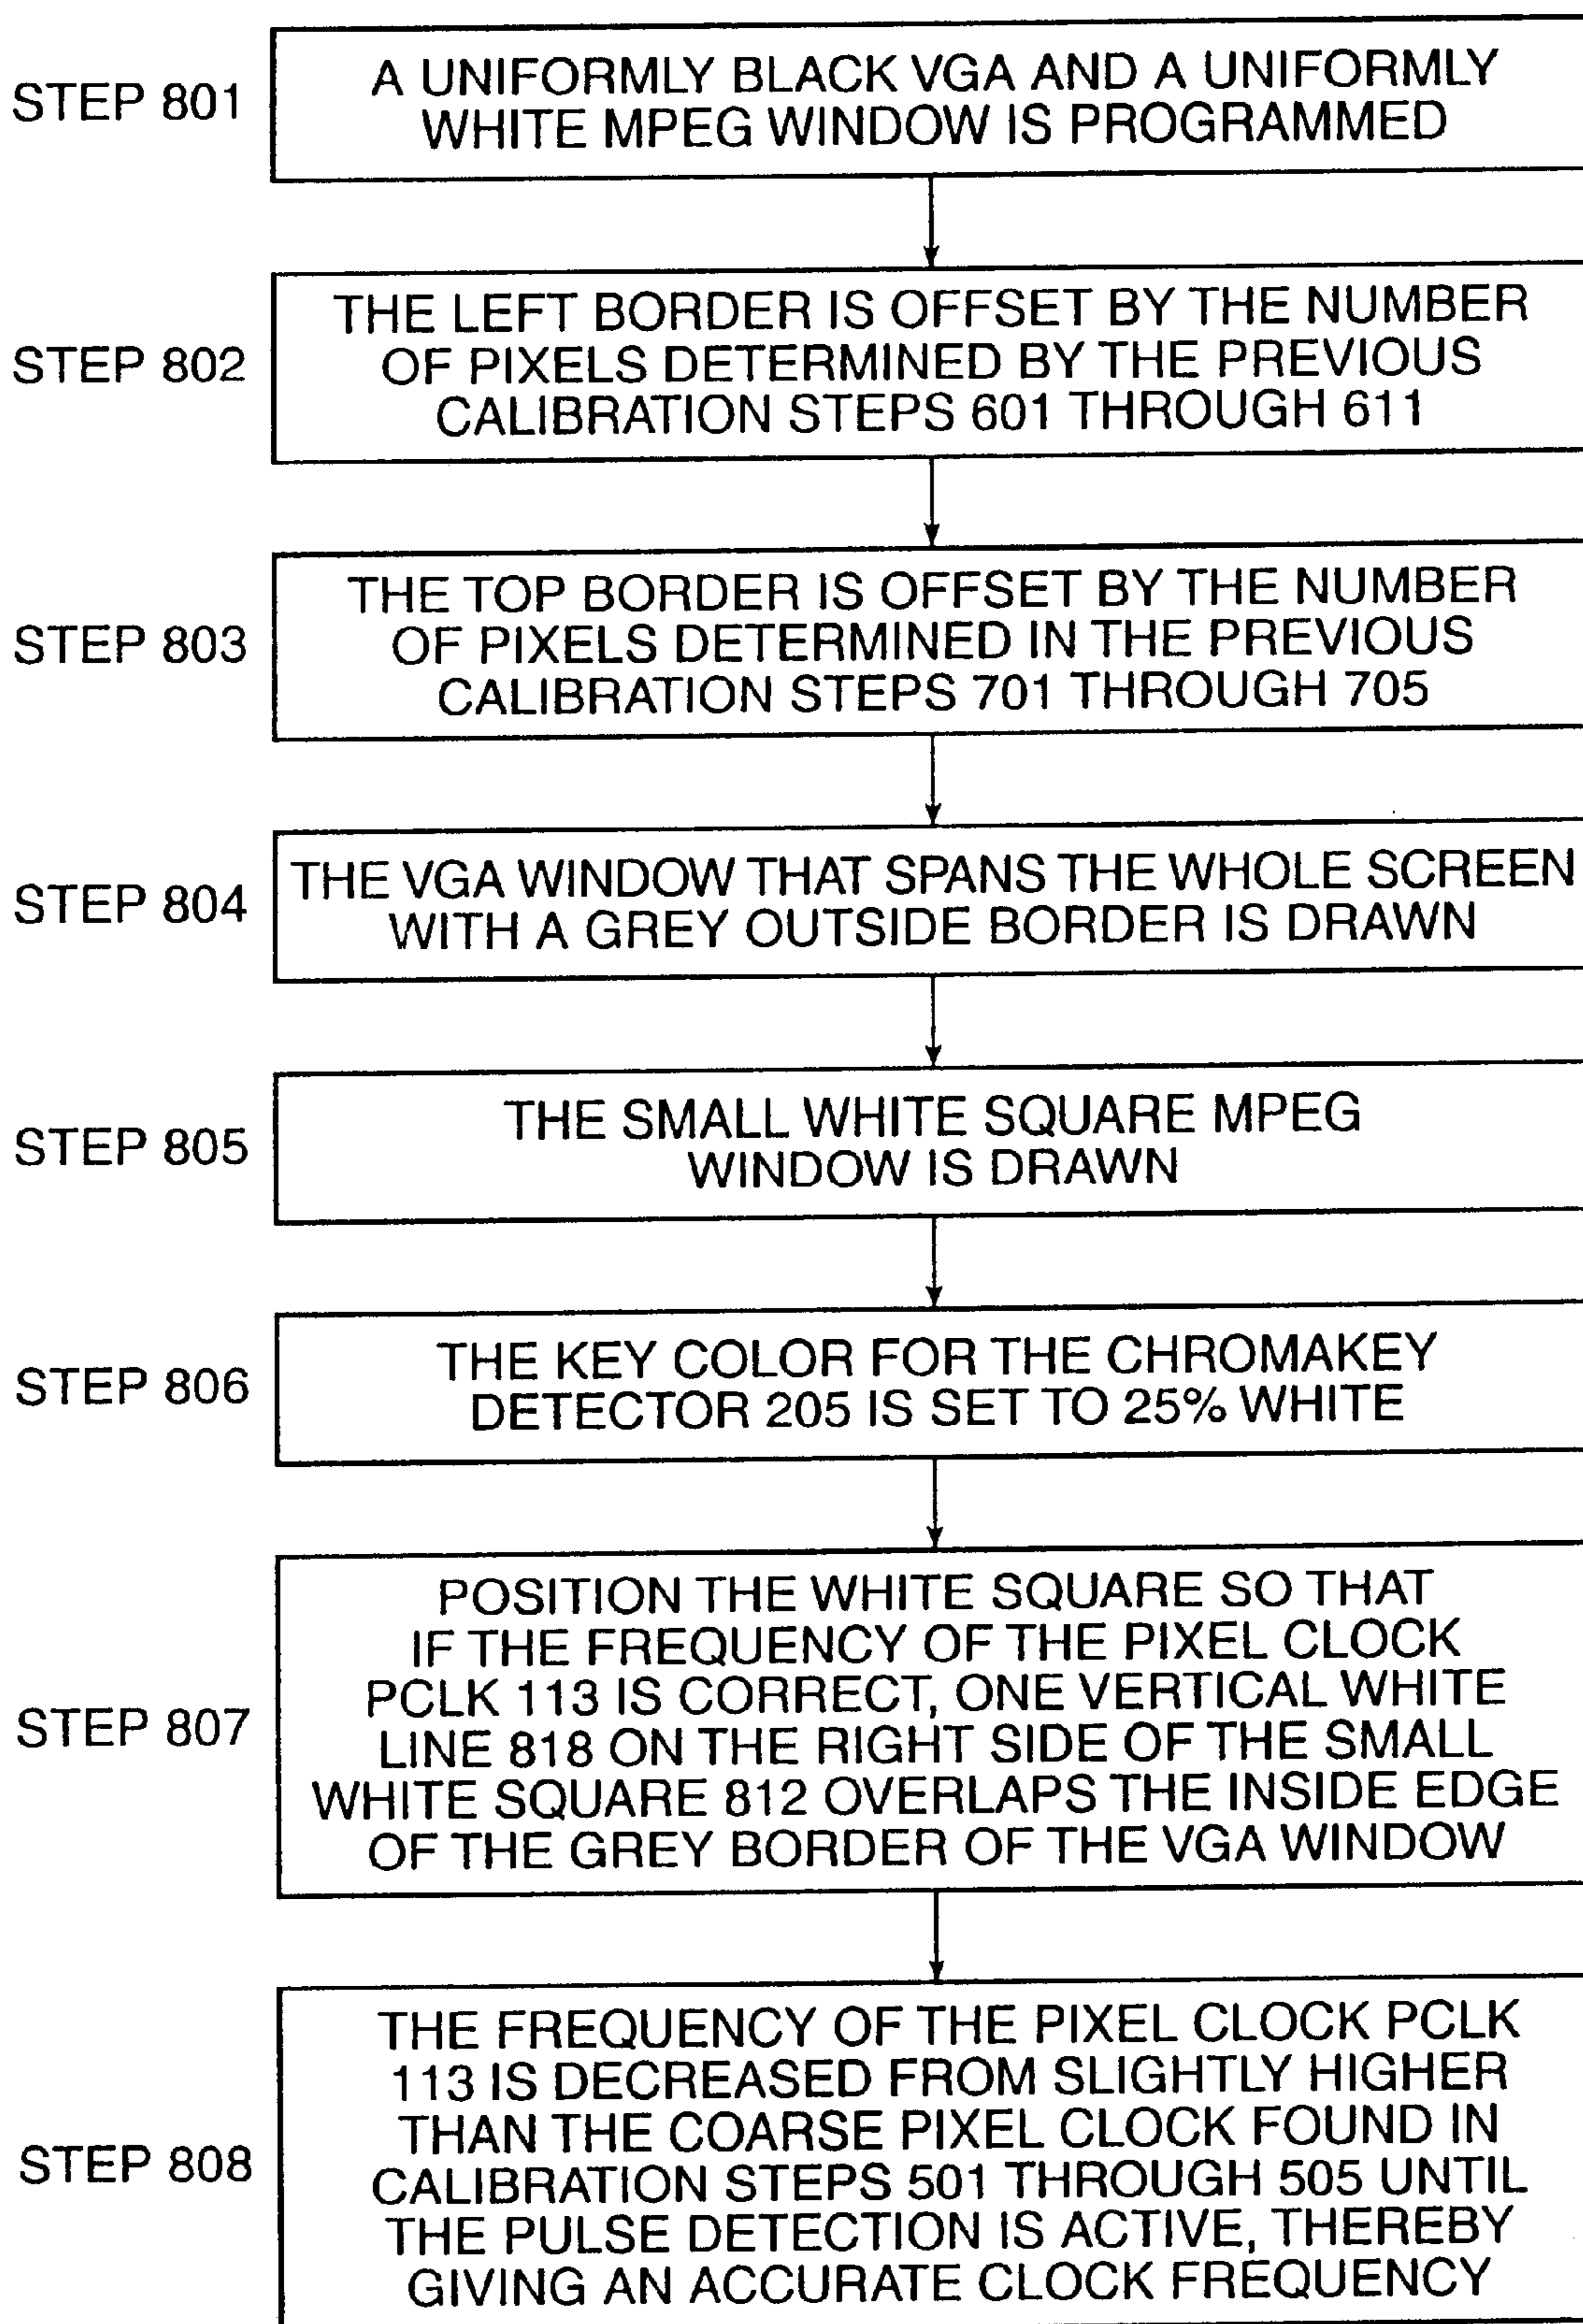 STEP 801
A UNIFORMLY BLACK VGA AND A UNIFORMLY
WHITE MPEG WINDOW IS PROGRAMMED
STEP 802
THE LEFT BORDER IS OFFSET BY THE NUMBER
OF PIXELS DETERMINED BY THE PREVIOUS
CALIBRATION STEPS 601 THROUGH 611
STEP 803
THE TOP BORDER IS OFFSET BY THE NUMBER
OF PIXELS DETERMINED IN THE PREVIOUS
CALIBRATION STEPS 701 THROUGH 705
STEP 804
THE VGA WINDOW THAT SPANS THE WHOLE SCREEN
WITH A GREY OUTSIDE BORDER IS DRAWN
STEP 805
THE SMALL WHITE SQUARE MPEG
WINDOW IS DRAWN
STEP 806
THE KEY COLOR FOR THE CHROMAKEY
DETECTOR 205 IS SET TO 25% WHITE
STEP 807
POSITION THE WHITE SQUARE SO THAT
IF THE FREQUENCY OF THE PIXEL CLOCK
PCLK 113 IS CORRECT, ONE VERTICAL WHITE
LINE 818 ON THE RIGHT SIDE OF THE SMALL
WHITE SQUARE 812 OVERLAPS THE INSIDE EDGE
OF THE GREY BORDER OF THE VGA WINDOW
STEP 808
THE FREQUENCY OF THE PIXEL CLOCK PCLK
113 IS DECREASED FROM SLIGHTLY HIGHER
THAN THE COARSE PIXEL CLOCK FOUND IN
CALIBRATION STEPS 501 THROUGH 505 UNTIL
THE PULSE DETECTION IS ACTIVE, THEREBY
GIVING AN ACCURATE CLOCK FREQUENCY